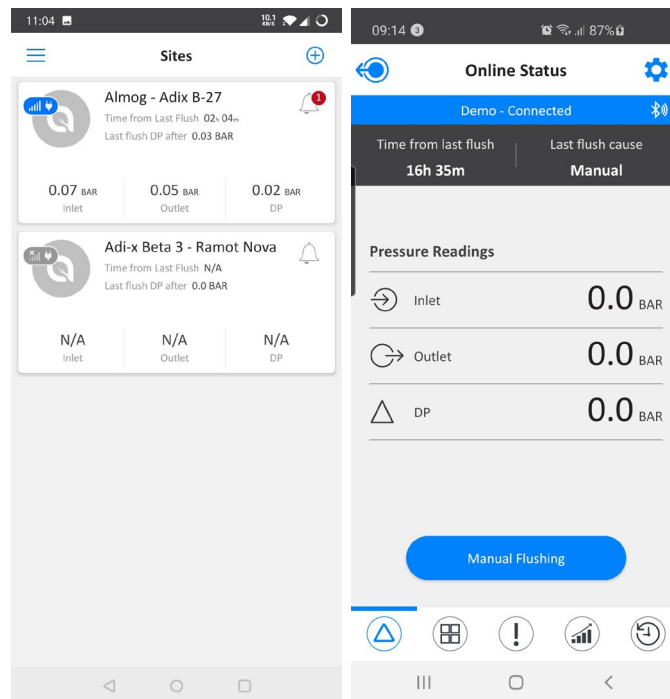 11:04
10.1
KB/S
Sites
Almog - Adix B-27
1
Time from Last Flush 02h 04m
Last flush DP after 0.03 BAR
0.07 BAR 0.05 BAR 0.02 BAR
Inlet Outlet DP
Adi-x Beta 3 - Ramot Nova
Time from Last Flush N/A
Last flush DP after 0.0 BAR
N/A N/A N/A
Inlet Outlet DP
09:14 3 87%
Online Status
Demo - Connected
Time from last flush Last flush cause
16h 35m Manual
Pressure Readings
Inlet 0.0 BAR
Outlet 0.0 BAR
DP 0.0 BAR
Manual Flushing